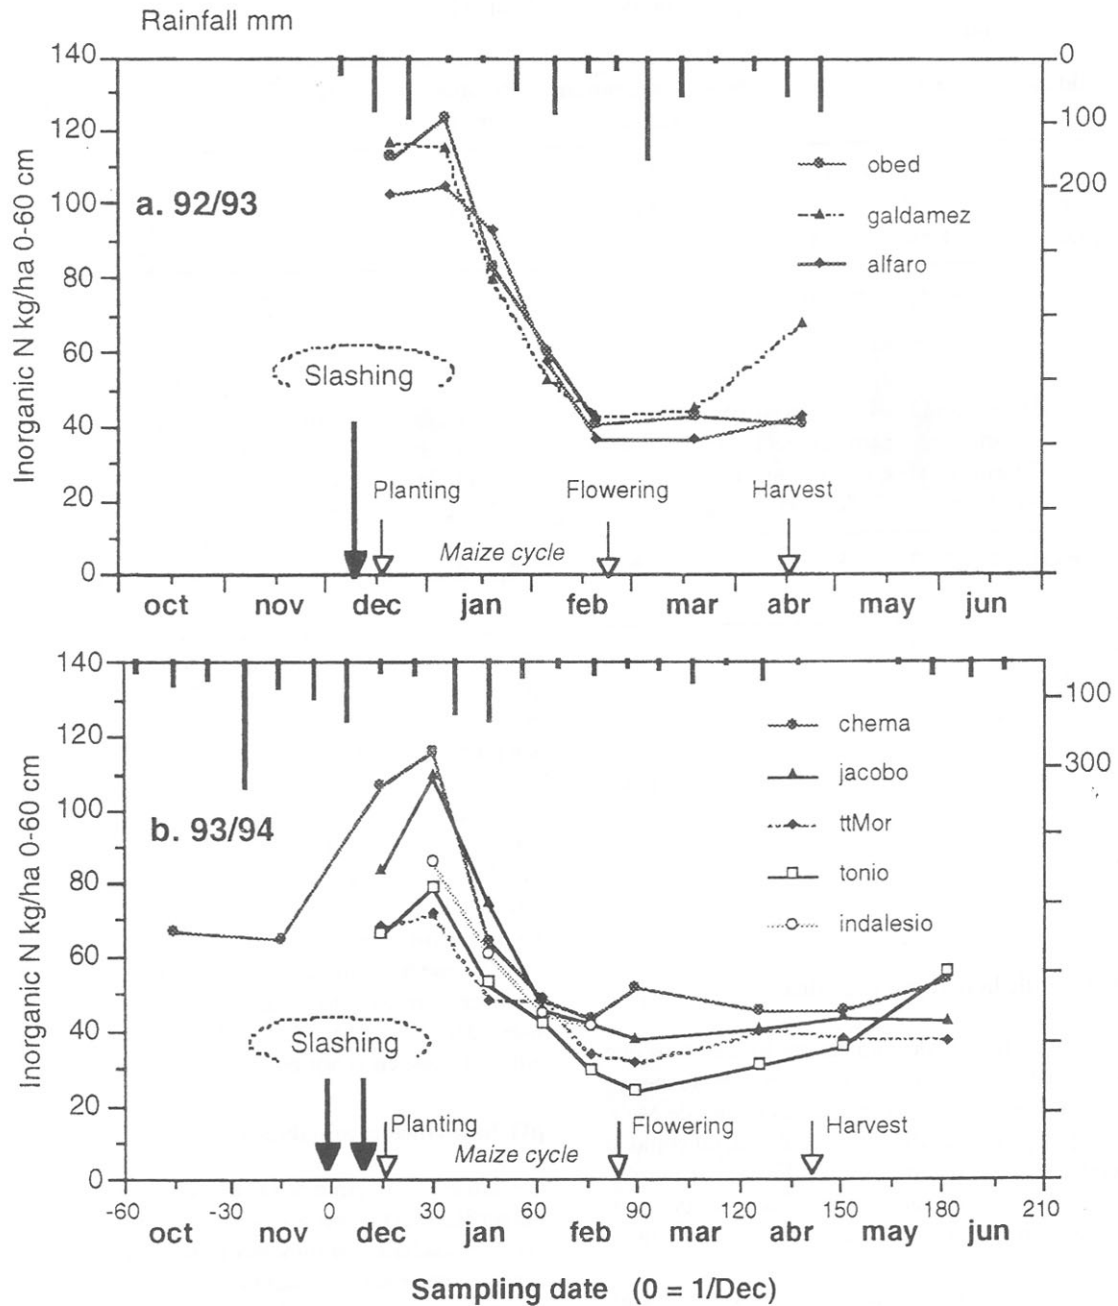 Rainfall mm
140
0
120
100
100
200
80
60
40
20
0
Inorganic N kg/ha 0-60 cm
a. 92/93
obed
galdamez
alfaro
Slashing
Planting
Flowering
Harvest
Maize cycle
oct nov dec jan feb mar abr may jun
140
120
100
80
60
40
20
0
100
300
Inorganic N kg/ha 0-60 cm
b. 93/94
chema
jacobo
ttMor
tonio
indalesio
Slashing
Planting
Flowering
Harvest
Maize cycle
-60 -30 0 30 60 90 120 150 180 210
oct nov dec jan feb mar abr may jun
Sampling date (0 = 1/Dec)